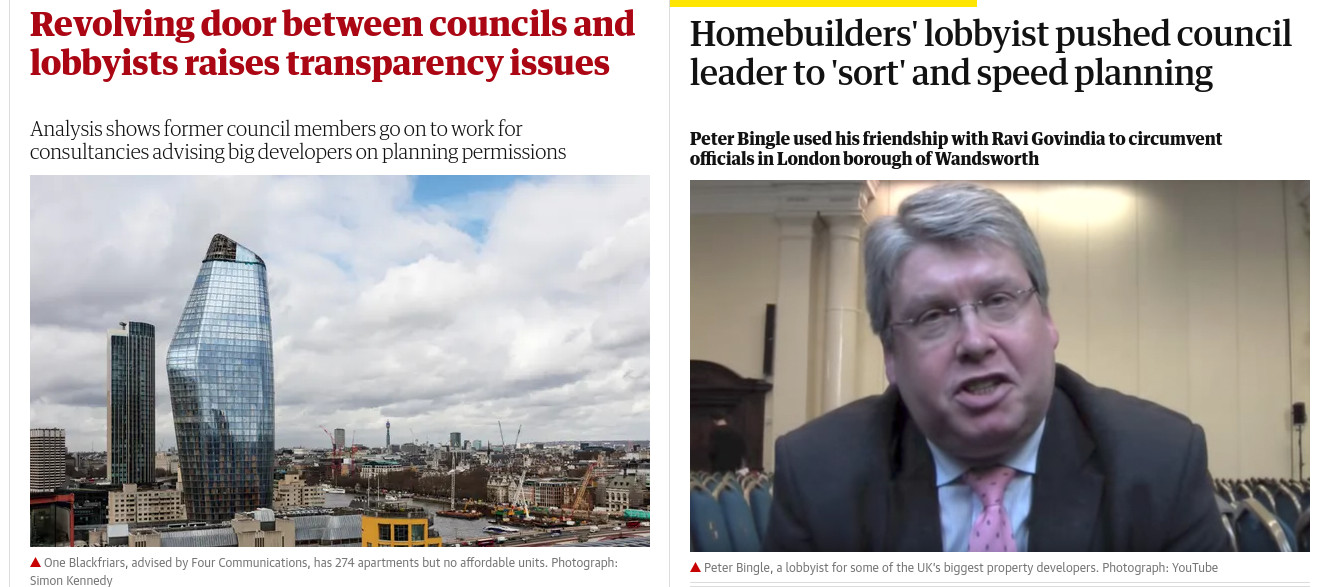 Revolving door between councils and
lobbyists raises transparency issues
Analysis shows former council members go on to work for
consultancies advising big developers on planning permissions
▲ One Blackfriars, advised by Four Communications, has 274 apartments but no affordable units. Photograph:
Simon Kennedy
Homebuilders' lobbyist pushed council
leader to 'sort' and speed planning
Peter Bingle used his friendship with Ravi Govindia to circumvent
officials in London borough of Wandsworth
▲ Peter Bingle, a lobbyist for some of the UK's biggest property developers. Photograph: YouTube